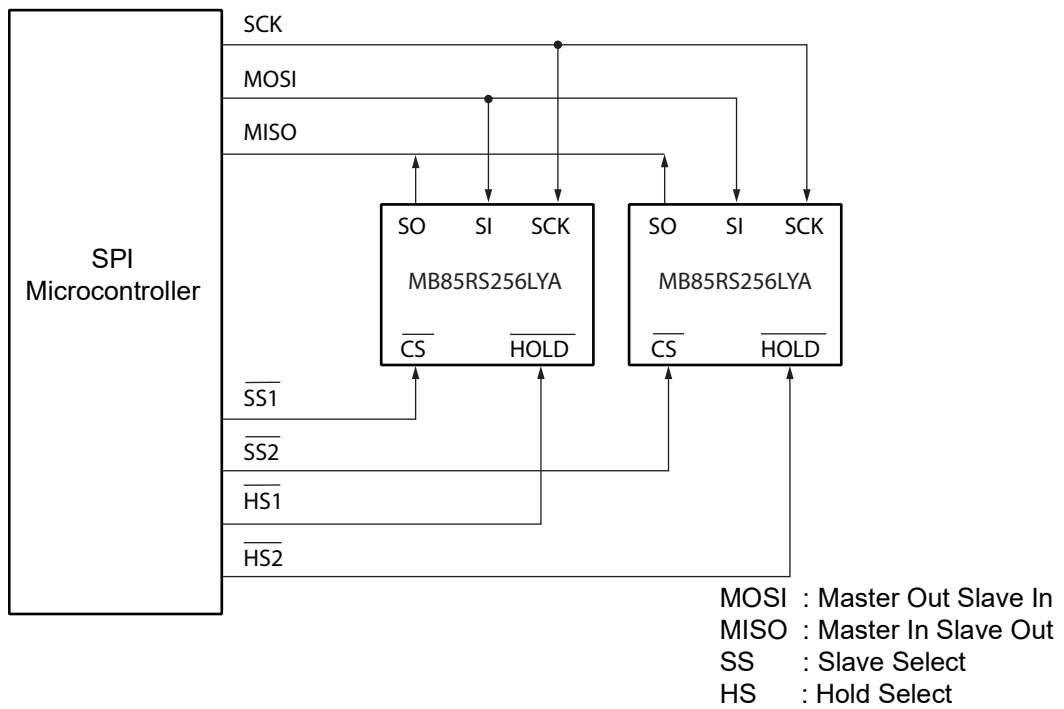 SCK
MOSI
MISO
SO SI SCK
MB85RS256LYA
CS HOLD
SO SI SCK
MB85RS256LYA
CS HOLD
SPI
Microcontroller
SS1
SS2
HS1
HS2
MOSI : Master Out Slave In
MISO : Master In Slave Out
SS : Slave Select
HS : Hold Select